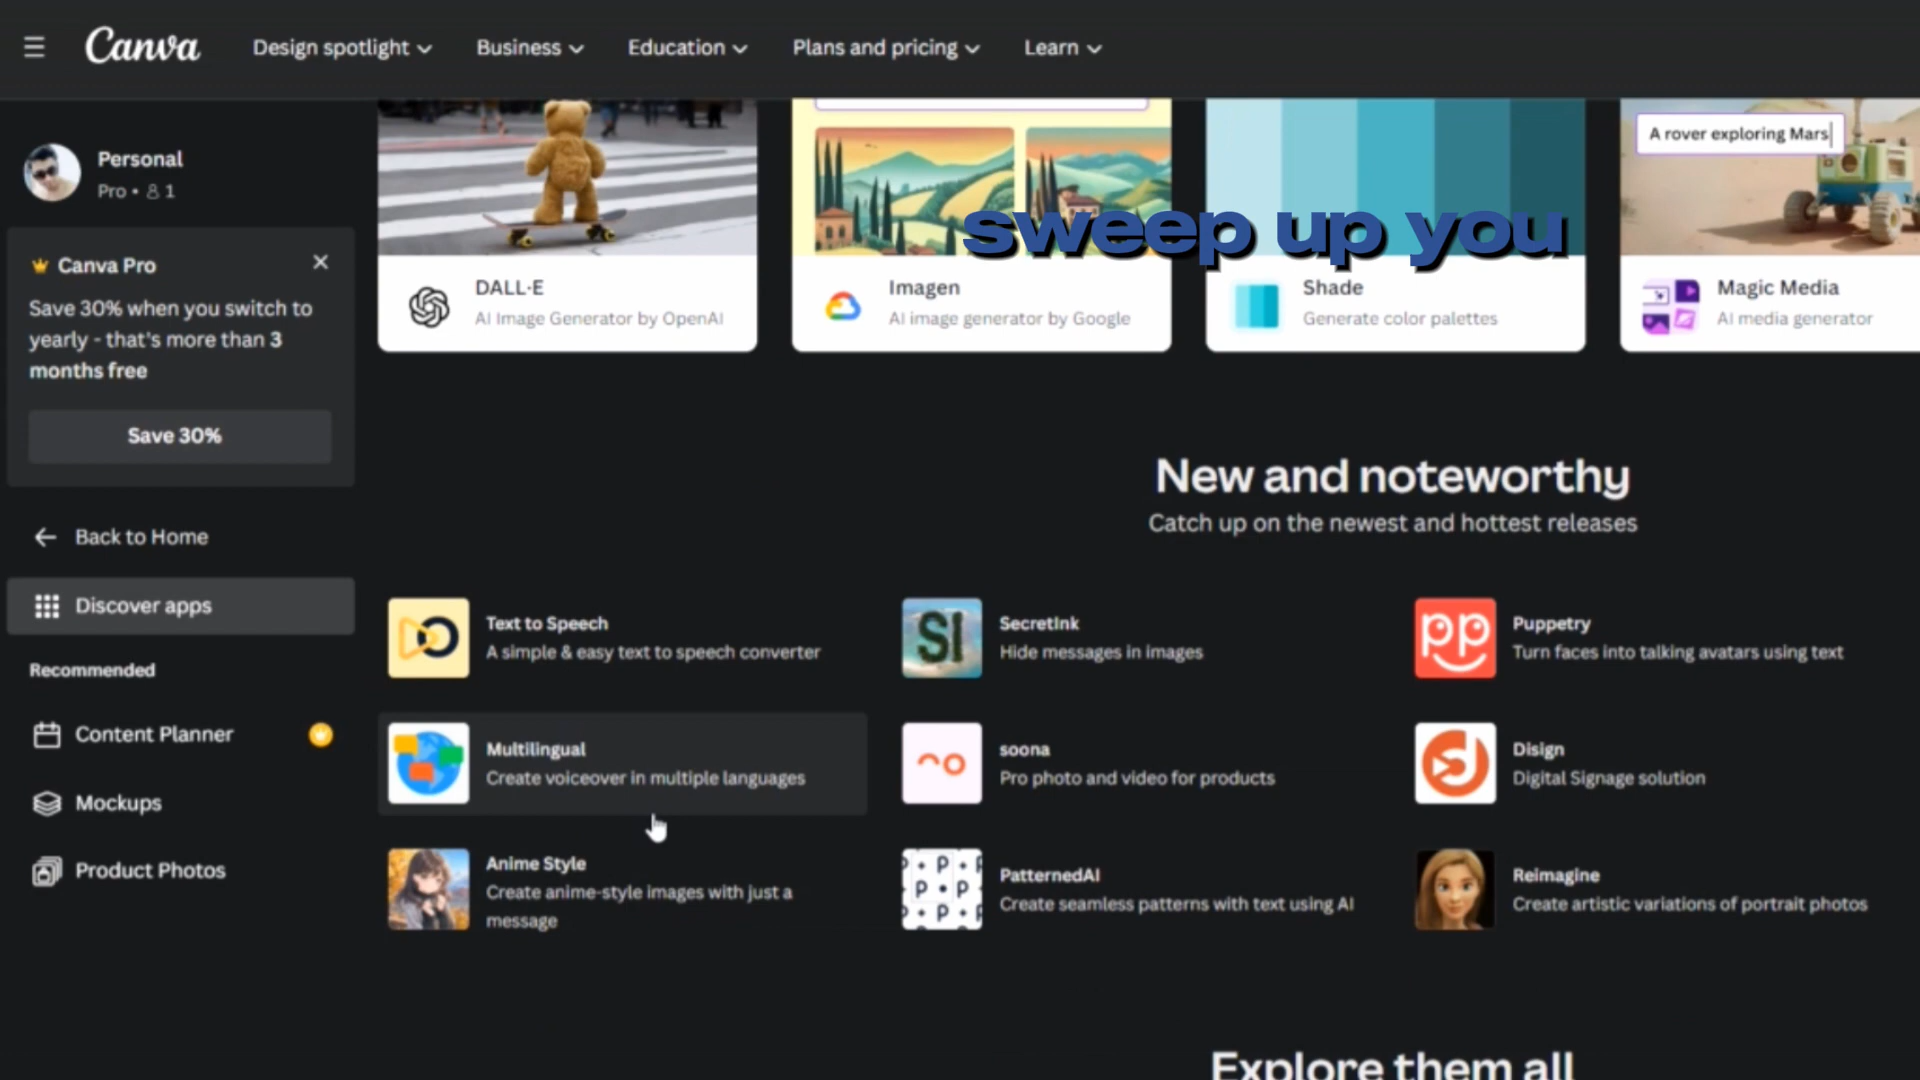 Canva
Design spotlight
Business
Education
Plans and pricing
Learn
Personal
Pro • 1
Canva Pro
Save 30% when you switch to
yearly - that's more than 3
months free
Save 30%
Back to Home
Discover apps
Recommended
Content Planner
Mockups
Product Photos
A rover exploring Mars
sweep up you
DALL·E
AI Image Generator by OpenAI
Imagen
AI image generator by Google
Shade
Generate color palettes
Magic Media
AI media generator
New and noteworthy
Catch up on the newest and hottest releases
Text to Speech
A simple & easy text to speech converter
SI
SecretInk
Hide messages in images
pp
Puppetry
Turn faces into talking avatars using text
Multilingual
Create voiceover in multiple languages
soona
Pro photo and video for products
Disign
Digital Signage solution
Anime Style
Create anime-style images with just a
message
P + P + P
P • P
P + P + P
PatternedAI
Create seamless patterns with text using AI
Reimagine
Create artistic variations of portrait photos
Explore them all